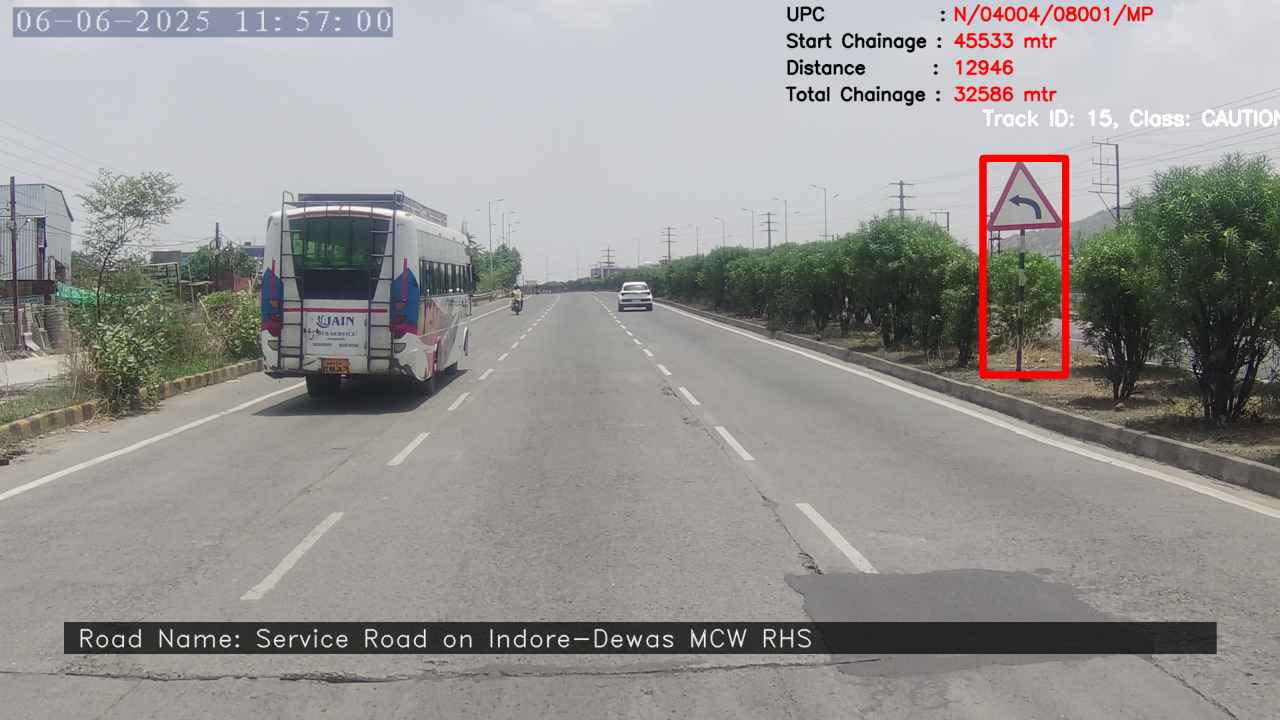 06-06-2025 11:57:00
UPC : N/04004/08001/MP
Start Chainage : 45533 mtr
Distance : 12946
Total Chainage : 32586 mtr
Track ID: 15, Class: CAUTION
JAIN
Road Name: Service Road on Indore-Dewas MCW RHS